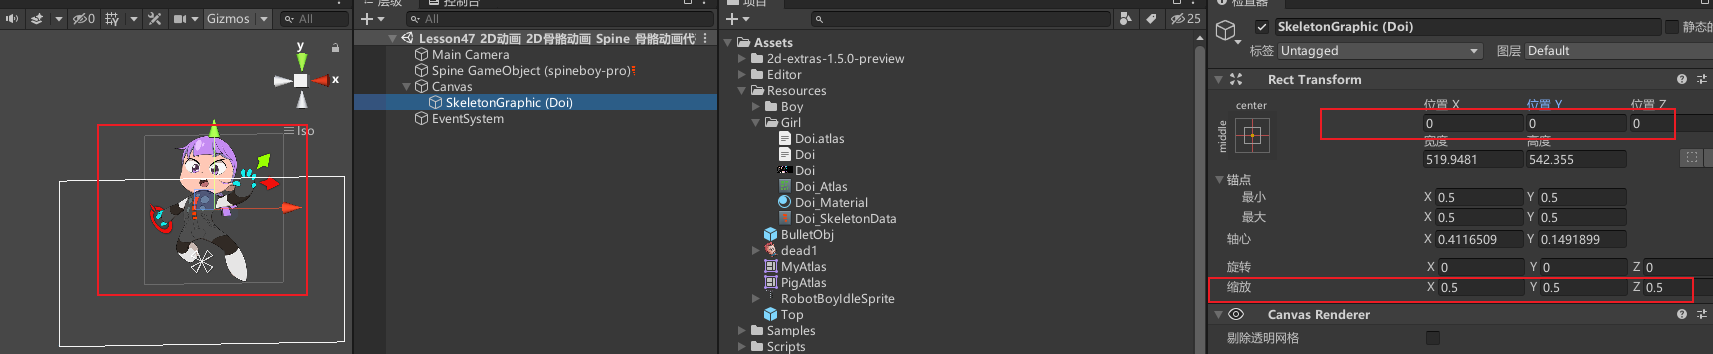 Gizmos
All
y
x
Iso
层级
控制台
All
Lesson47 2D动画 2D骨骼动画 Spine 骨骼动画代
Main Camera
Spine GameObject (spineboy-pro)
Canvas
SkeletonGraphic (Doi)
EventSystem
项目
25
Assets
2d-extras-1.5.0-preview
Editor
Resources
Boy
Girl
Doi.atlas
Doi
Doi
Doi_Atlas
Doi_Material
Doi_SkeletonData
BulletObj
dead1
MyAtlas
PigAtlas
RobotBoyIdleSprite
Top
Samples
Scripts
检查器
SkeletonGraphic (Doi)
静态的
标签 Untagged 图层 Default
Rect Transform
center
middle
位置 X 位置 Y 位置 Z
0 0 0
宽度 高度
519.9481 542.355
锚点
最小 X 0.5 Y 0.5
最大 X 0.5 Y 0.5
轴心 X 0.4116509 Y 0.1491899
旋转 X 0 Y 0 Z 0
缩放 X 0.5 Y 0.5 Z 0.5
Canvas Renderer
剔除透明网格